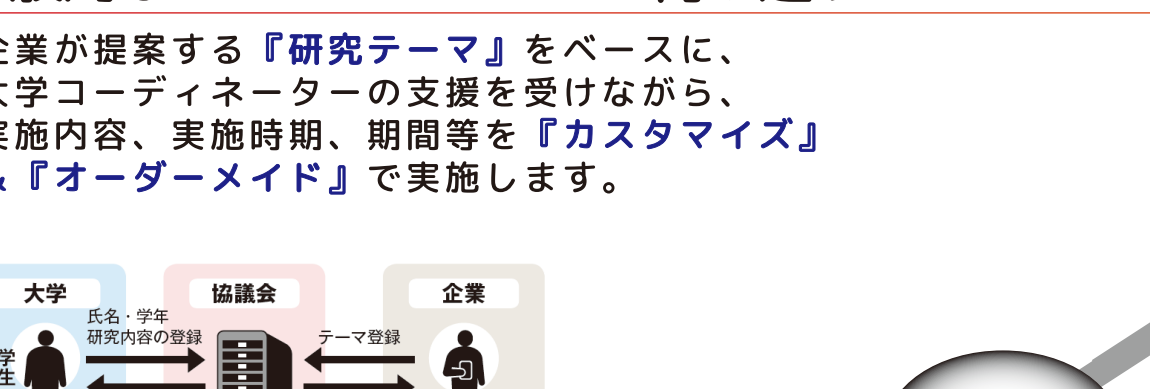 企業が提案する『研究テーマ』をベースに、
大学コーディネーターの支援を受けながら、
実施内容、実施時期、期間等を『カスタマイズ』
&『オーダーメイド』で実施します。
大学
協議会
企業
氏名・学年
研究内容の登録
テーマ登録
学生